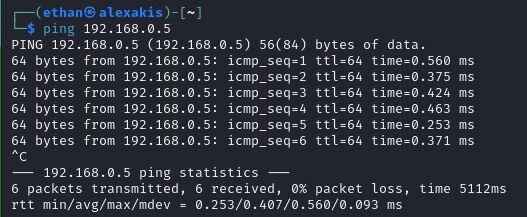 ┌──(ethan㉿alexakis)-[~]
└─$ ping 192.168.0.5
PING 192.168.0.5 (192.168.0.5) 56(84) bytes of data.
64 bytes from 192.168.0.5: icmp_seq=1 ttl=64 time=0.560 ms
64 bytes from 192.168.0.5: icmp_seq=2 ttl=64 time=0.375 ms
64 bytes from 192.168.0.5: icmp_seq=3 ttl=64 time=0.424 ms
64 bytes from 192.168.0.5: icmp_seq=4 ttl=64 time=0.463 ms
64 bytes from 192.168.0.5: icmp_seq=5 ttl=64 time=0.253 ms
64 bytes from 192.168.0.5: icmp_seq=6 ttl=64 time=0.371 ms
^C
--- 192.168.0.5 ping statistics ---
6 packets transmitted, 6 received, 0% packet loss, time 5112ms
rtt min/avg/max/mdev = 0.253/0.407/0.560/0.093 ms